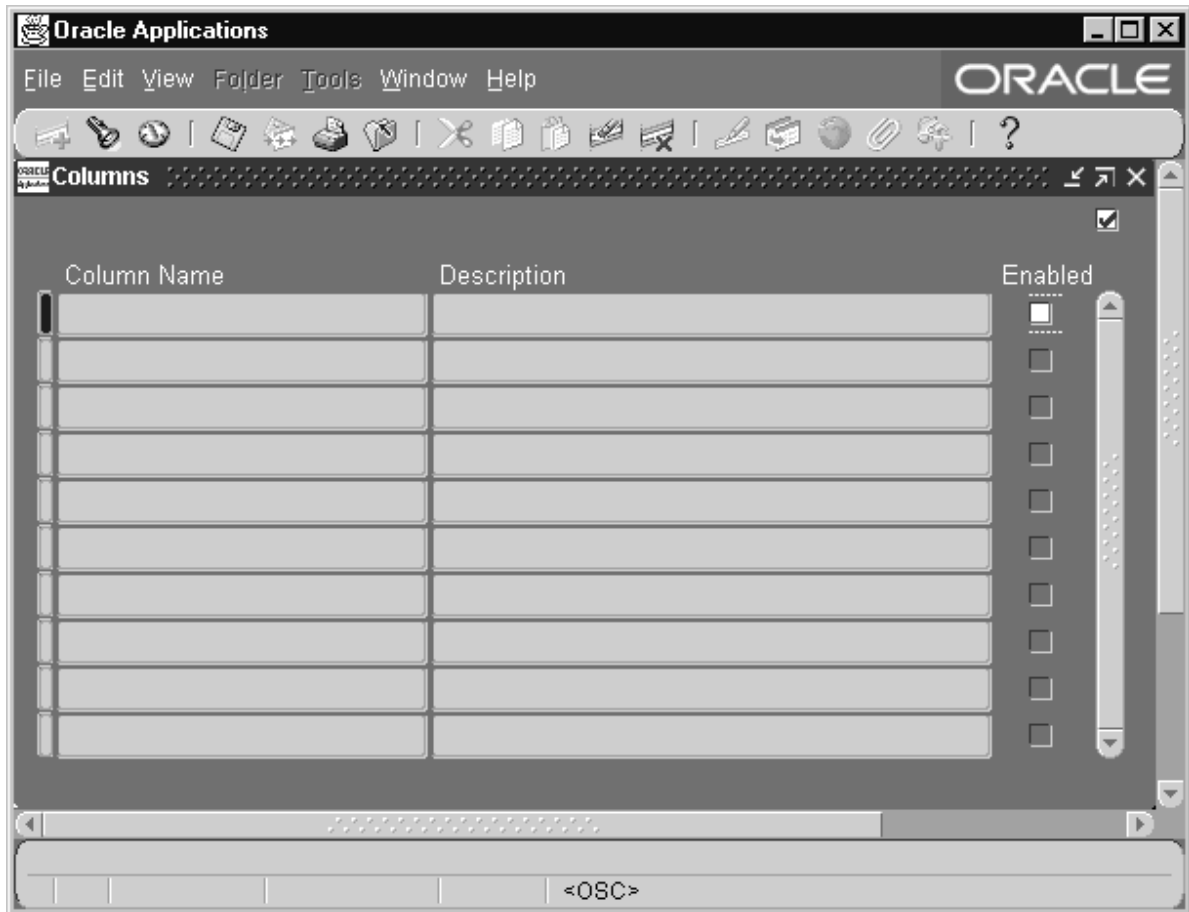 Oracle Applications
File Edit View Folder Tools Window Help
ORACLE
?
Columns
Column Name Description Enabled
<OSC>